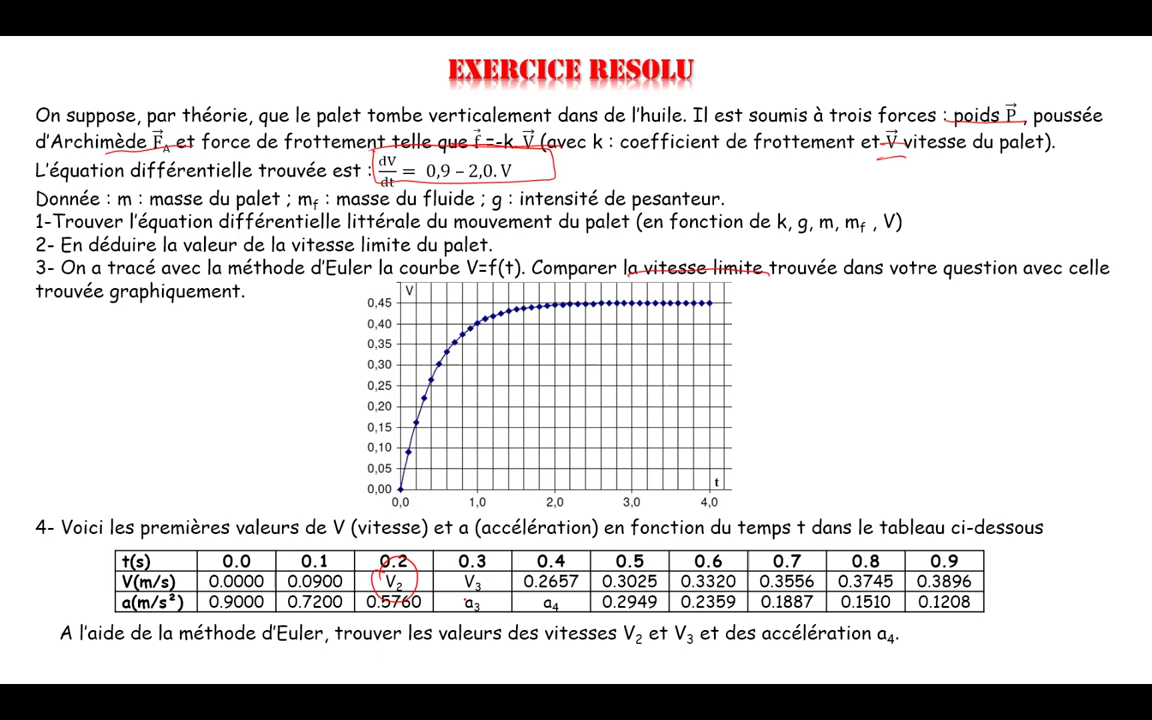 EXERCICE RESOLU
On suppose, par théorie, que le palet tombe verticalement dans de l'huile. Il est soumis à trois forces : poids P⃗ , poussée
d'Archimède F⃗A et force de frottement telle que f⃗ =-k. V⃗ (avec k : coefficient de frottement et V⃗ vitesse du palet).
L'équation différentielle trouvée est : dV/dt = 0,9 – 2,0. V
Donnée : m : masse du palet ; mf : masse du fluide ; g : intensité de pesanteur.
1-Trouver l'équation différentielle littérale du mouvement du palet (en fonction de k, g, m, mf , V)
2- En déduire la valeur de la vitesse limite du palet.
3- On a tracé avec la méthode d'Euler la courbe V=f(t). Comparer la vitesse limite trouvée dans votre question avec celle
trouvée graphiquement.
V
0,45
0,40
0,35
0,30
0,25
0,20
0,15
0,10
0,05
0,00
t
0,0 1,0 2,0 3,0 4,0
4- Voici les premières valeurs de V (vitesse) et a (accélération) en fonction du temps t dans le tableau ci-dessous
t(s) 0.0 0.1 0.2 0.3 0.4 0.5 0.6 0.7 0.8 0.9
V(m/s) 0.0000 0.0900 V2 V3 0.2657 0.3025 0.3320 0.3556 0.3745 0.3896
a(m/s²) 0.9000 0.7200 0.5760 a3 a4 0.2949 0.2359 0.1887 0.1510 0.1208
A l'aide de la méthode d'Euler, trouver les valeurs des vitesses V2 et V3 et des accélération a4.